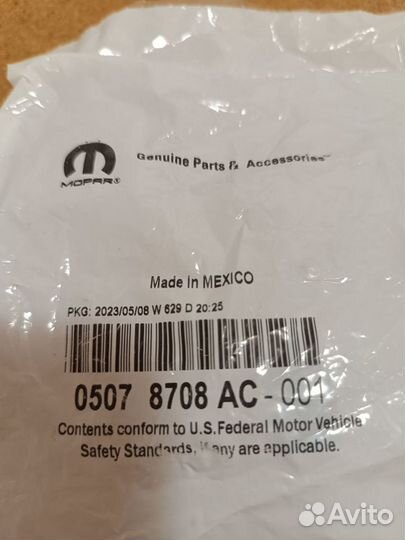 Genuine Parts & Accessories™
MOPAR®
Made In MEXICO
PKG: 2023/05/08 W 629 D 20:25
0507 8708 AC - 001
Contents conform to U.S. Federal Motor Vehicle
Safety Standards, if any are applicable.
Avito